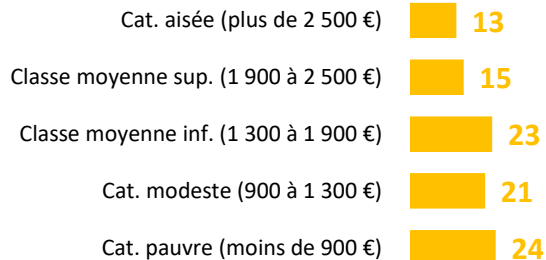 Cat. aisée (plus de 2 500 €) 13
Classe moyenne sup. (1 900 à 2 500 €) 15
Classe moyenne inf. (1 300 à 1 900 €) 23
Cat. modeste (900 à 1 300 €) 21
Cat. pauvre (moins de 900 €) 24